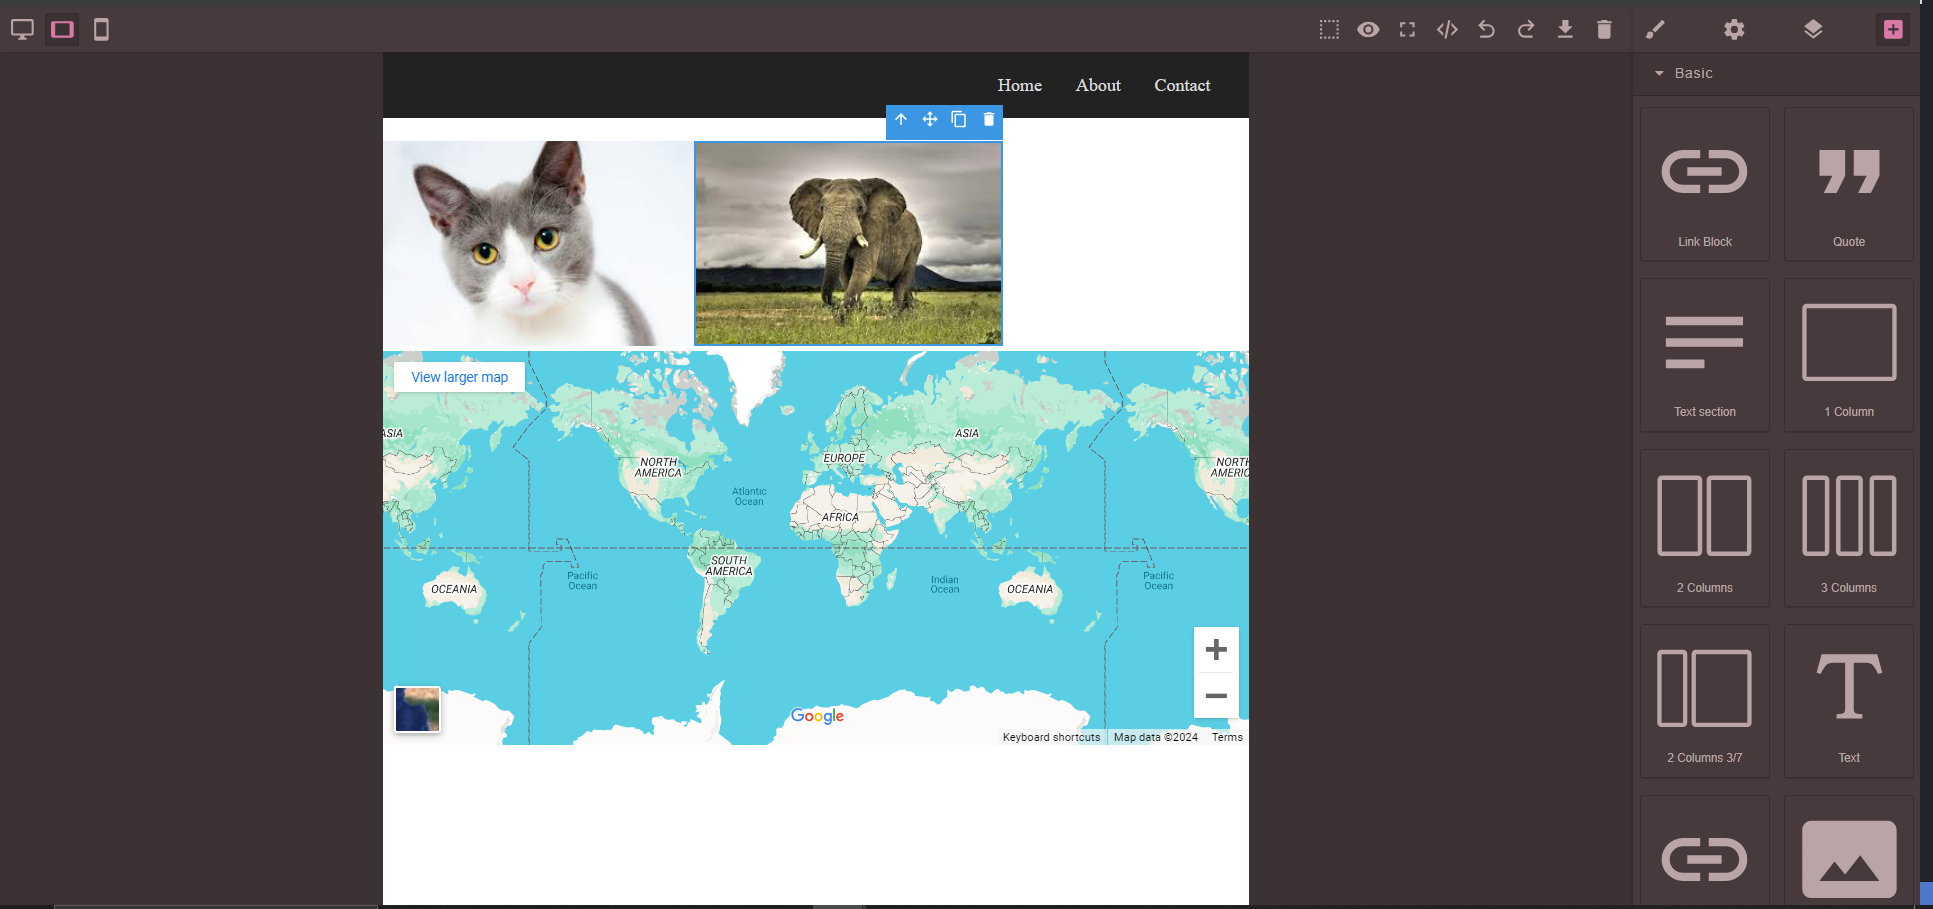 Home About Contact
Basic
Link Block
Quote
Text section
1 Column
2 Columns
3 Columns
2 Columns 3/7
Text
View larger map
ASIA
NORTH
AMERICA
Atlantic
Ocean
EUROPE
ASIA
NORTH
AMERIC
AFRICA
SOUTH
AMERICA
OCEANIA
Pacific
Ocean
Indian
Ocean
OCEANIA
Pacific
Ocean
Google
Keyboard shortcuts Map data ©2024 Terms